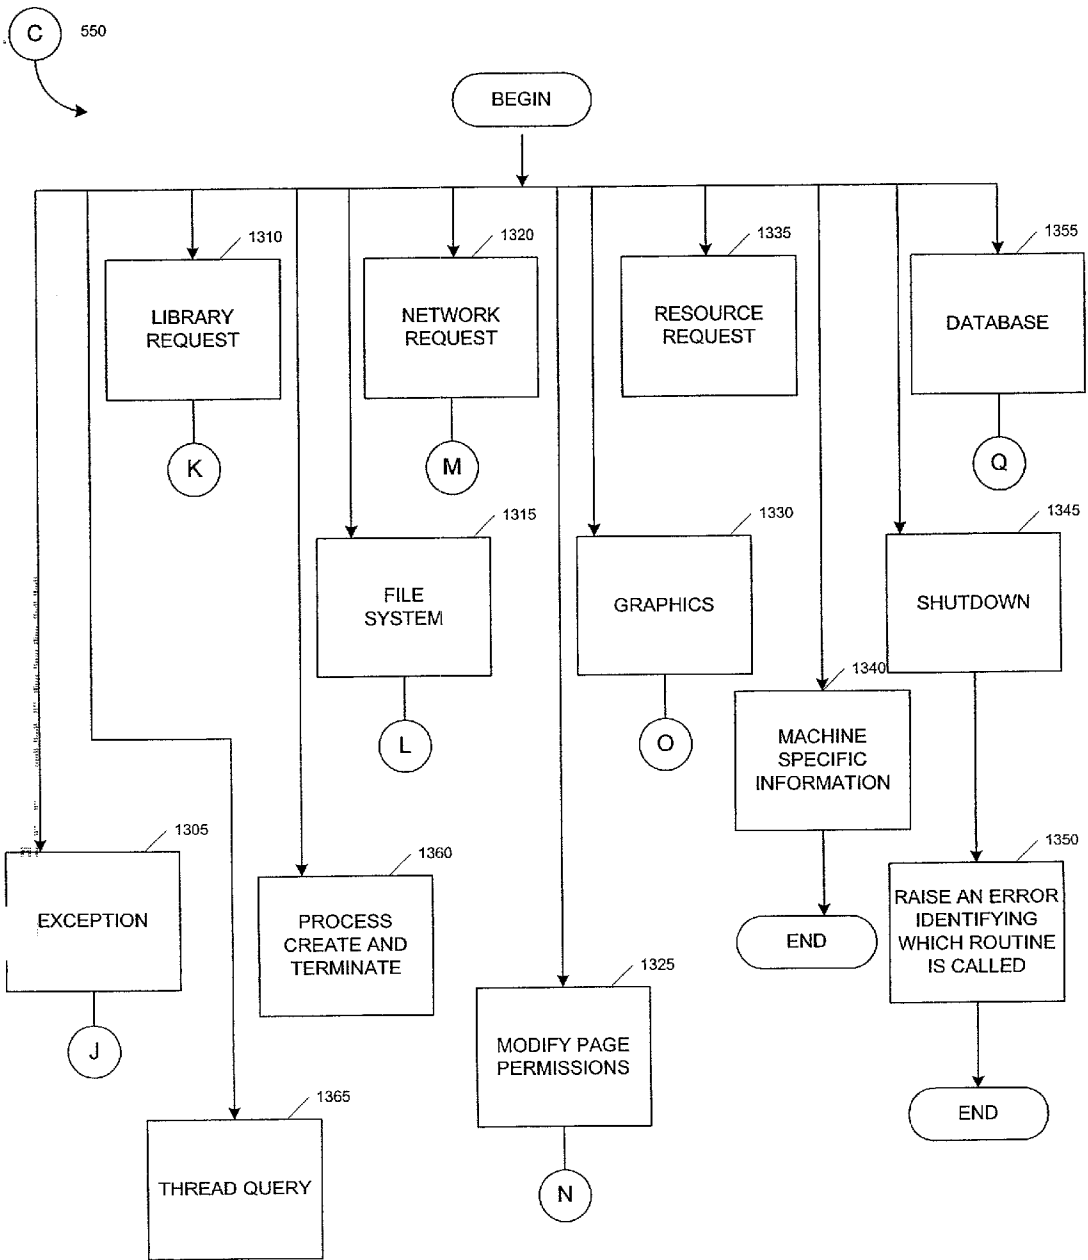 C
550
BEGIN
1310
LIBRARY
REQUEST
K
1320
NETWORK
REQUEST
M
1335
RESOURCE
REQUEST
1355
DATABASE
Q
1315
FILE
SYSTEM
L
1330
GRAPHICS
O
1345
SHUTDOWN
1340
MACHINE
SPECIFIC
INFORMATION
END
1305
EXCEPTION
J
1360
PROCESS
CREATE AND
TERMINATE
1350
RAISE AN ERROR
IDENTIFYING
WHICH ROUTINE
IS CALLED
END
1325
MODIFY PAGE
PERMISSIONS
N
1365
THREAD QUERY